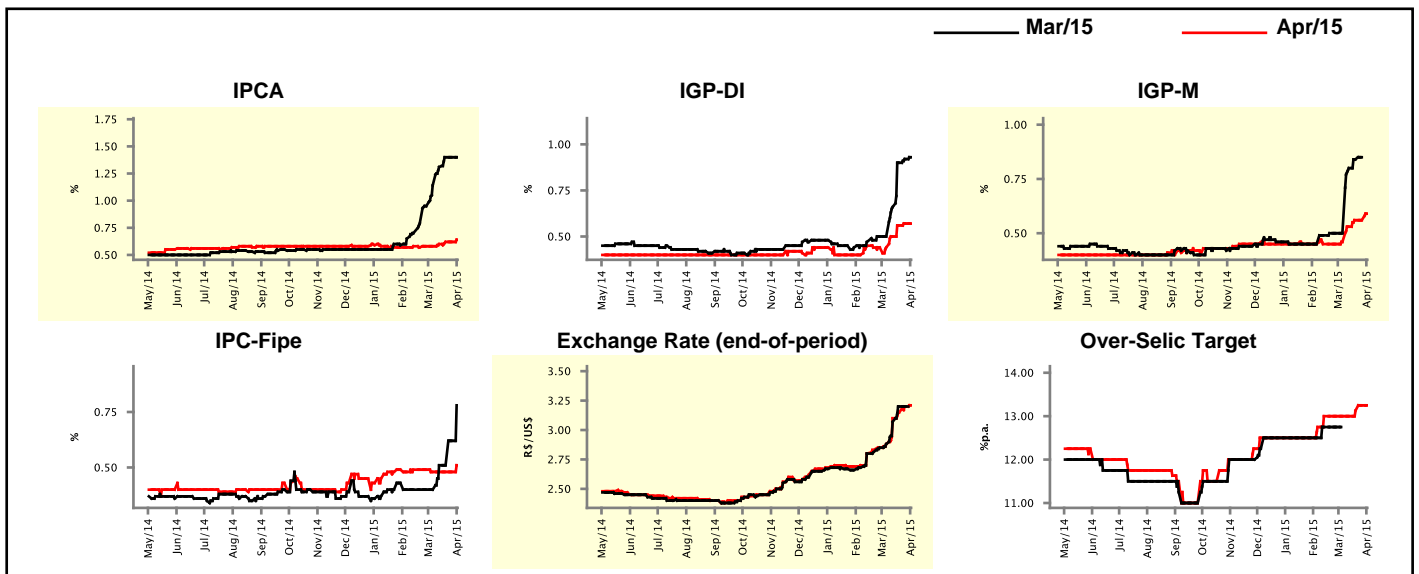 Mar/15 Apr/15
IPCA
%
1.75
1.50
1.25
1.00
0.75
0.50
May/14 Jun/14 Jul/14 Aug/14 Sep/14 Oct/14 Nov/14 Dec/14 Jan/15 Feb/15 Mar/15 Apr/15
IGP-DI
%
1.00
0.75
0.50
May/14 Jun/14 Jul/14 Aug/14 Sep/14 Oct/14 Nov/14 Dec/14 Jan/15 Feb/15 Mar/15 Apr/15
IGP-M
%
1.00
0.75
0.50
May/14 Jun/14 Jul/14 Aug/14 Sep/14 Oct/14 Nov/14 Dec/14 Jan/15 Feb/15 Mar/15 Apr/15
IPC-Fipe
%
0.75
0.50
May/14 Jun/14 Jul/14 Aug/14 Sep/14 Oct/14 Nov/14 Dec/14 Jan/15 Feb/15 Mar/15 Apr/15
Exchange Rate (end-of-period)
R$/US$
3.50
3.25
3.00
2.75
2.50
May/14 Jun/14 Jul/14 Aug/14 Sep/14 Oct/14 Nov/14 Dec/14 Jan/15 Feb/15 Mar/15 Apr/15
Over-Selic Target
%p.a.
14.00
13.00
12.00
11.00
May/14 Jun/14 Jul/14 Aug/14 Sep/14 Oct/14 Nov/14 Dec/14 Jan/15 Feb/15 Mar/15 Apr/15